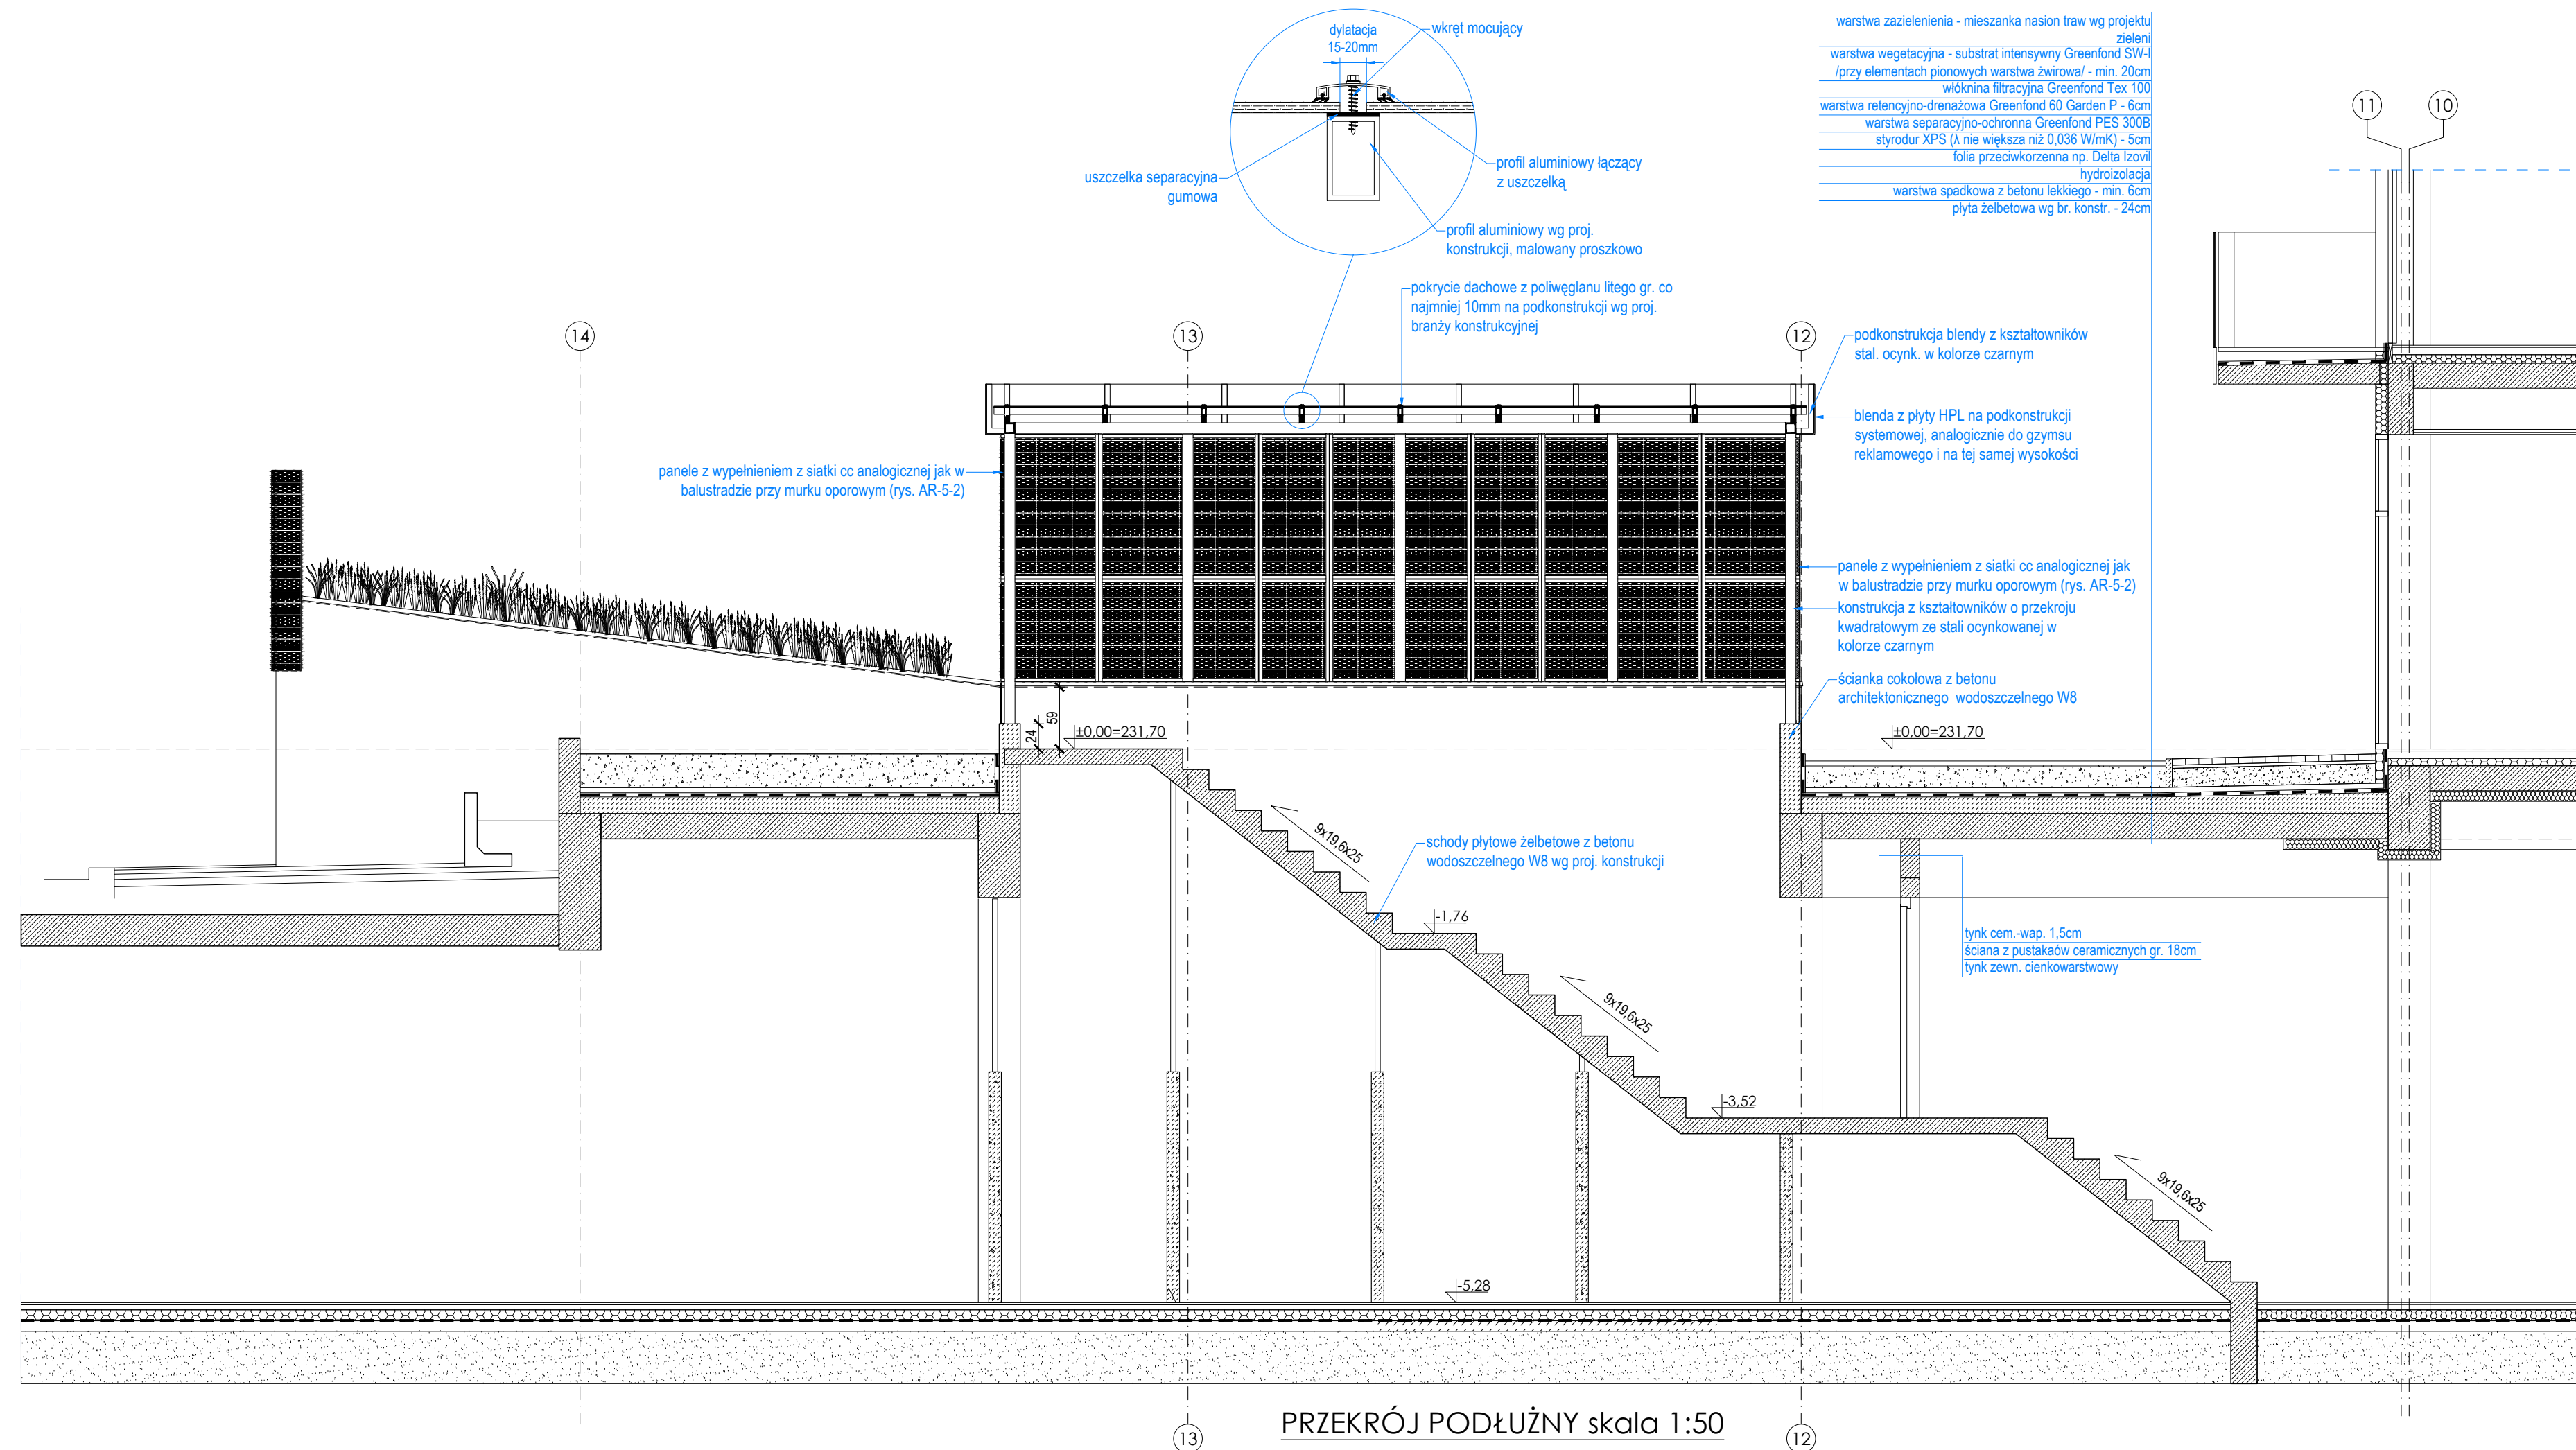 dylatacja
15-20mm
wkręt mocujący
uszczelka separacyjna
gumowa
profil aluminiowy łączący
z uszczelką
profil aluminiowy wg proj.
konstrukcji, malowany proszkowo
warstwa zazielenienia - mieszanka nasion traw wg projektu
zieleni
warstwa wegetacyjna - substrat intensywny Greenfond SW-I
/przy elementach pionowych warstwa żwirowa/ - min. 20cm
włóknina filtracyjna Greenfond Tex 100
warstwa retencyjno-drenażowa Greenfond 60 Garden P - 6cm
warstwa separacyjno-ochronna Greenfond PES 300B
styrodur XPS (λ nie większa niż 0,036 W/mK) - 5cm
folia przeciwkorzenna np. Delta Izovil
hydroizolacja
warstwa spadkowa z betonu lekkiego - min. 6cm
płyta żelbetowa wg br. konstr. - 24cm
11
10
pokrycie dachowe z poliwęglanu litego gr. co
najmniej 10mm na podkonstrukcji wg proj.
branży konstrukcyjnej
14
13
12
podkonstrukcja blendy z kształtowników
stal. ocynk. w kolorze czarnym
blenda z płyty HPL na podkonstrukcji
systemowej, analogicznie do gzymsu
reklamowego i na tej samej wysokości
panele z wypełnieniem z siatki cc analogicznej jak w
balustradzie przy murku oporowym (rys. AR-5-2)
panele z wypełnieniem z siatki cc analogicznej jak
w balustradzie przy murku oporowym (rys. AR-5-2)
konstrukcja z kształtowników o przekroju
kwadratowym ze stali ocynkowanej w
kolorze czarnym
ścianka cokołowa z betonu
architektonicznego wodoszczelnego W8
24
59
±0,00=231,70
±0,00=231,70
9x19,6x25
schody płytowe żelbetowe z betonu
wodoszczelnego W8 wg proj. konstrukcji
-1,76
tynk cem.-wap. 1,5cm
ściana z pustakaów ceramicznych gr. 18cm
tynk zewn. cienkowarstwowy
9x19,6x25
-3,52
9x19,6x25
-5,28
PRZEKRÓJ PODŁUŻNY skala 1:50
13
12